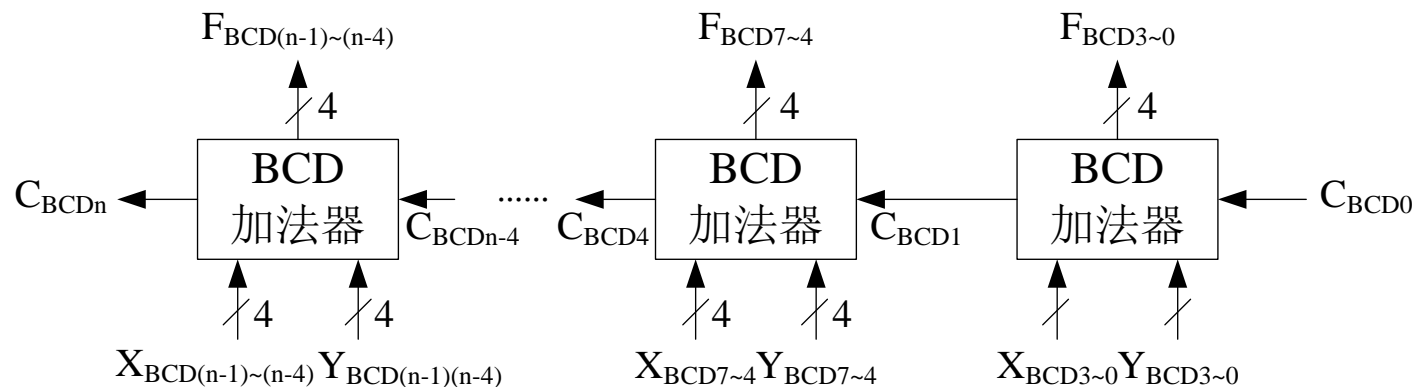 F_BCD(n-1)~(n-4) F_BCD7~4 F_BCD3~0
4 4 4
BCD BCD BCD
加法器 加法器 加法器
C_BCDn C_BCDn-4 ...... C_BCD4 C_BCD1 C_BCD0
4 4 4 4
X_BCD(n-1)~(n-4) Y_BCD(n-1)(n-4) X_BCD7~4 Y_BCD7~4 X_BCD3~0 Y_BCD3~0